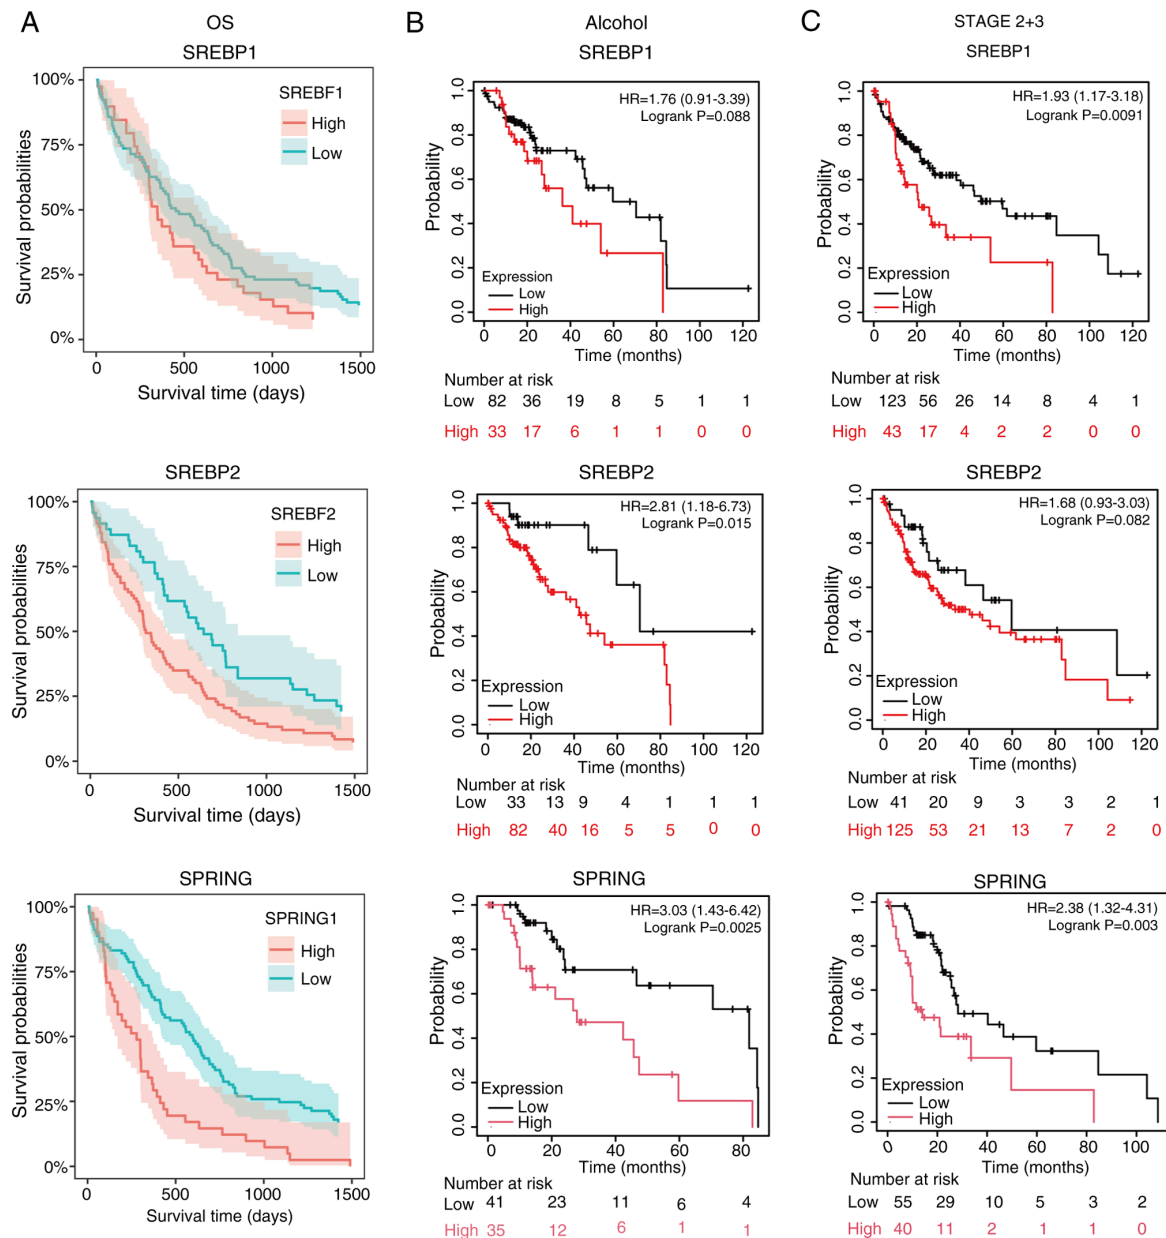 A
OS
SREBP1
100%
75%
50%
25%
0%
Survival probabilities
SREBF1
High
Low
0 500 1000 1500
Survival time (days)
SREBP2
100%
75%
50%
25%
0%
Survival probabilities
SREBF2
High
Low
0 500 1000 1500
Survival time (days)
SPRING
100%
75%
50%
25%
0%
Survival probabilities
SPRING1
High
Low
0 500 1000 1500
Survival time (days)
B
Alcohol
SREBP1
HR=1.76 (0.91-3.39)
Logrank P=0.088
1.0
0.8
0.6
0.4
0.2
0.0
Probability
Expression
Low
High
0 20 40 60 80 100 120
Time (months)
Number at risk
Low 82 36 19 8 5 1 1
High 33 17 6 1 1 0 0
SREBP2
HR=2.81 (1.18-6.73)
Logrank P=0.015
1.0
0.8
0.6
0.4
0.2
0.0
Probability
Expression
Low
High
0 20 40 60 80 100 120
Time (months)
Number at risk
Low 33 13 9 4 1 1 1
High 82 40 16 5 5 0 0
SPRING
HR=3.03 (1.43-6.42)
Logrank P=0.0025
1.0
0.8
0.6
0.4
0.2
0.0
Probability
Expression
Low
High
0 20 40 60 80
Time (months)
Number at risk
Low 41 23 11 6 4
High 35 12 6 1 1
C
STAGE 2+3
SREBP1
HR=1.93 (1.17-3.18)
Logrank P=0.0091
1.0
0.8
0.6
0.4
0.2
0.0
Probability
Expression
Low
High
0 20 40 60 80 100 120
Time (months)
Number at risk
Low 123 56 26 14 8 4 1
High 43 17 4 2 2 0 0
SREBP2
HR=1.68 (0.93-3.03)
Logrank P=0.082
1.0
0.8
0.6
0.4
0.2
0.0
Probability
Expression
Low
High
0 20 40 60 80 100 120
Time (months)
Number at risk
Low 41 20 9 3 3 2 1
High 125 53 21 13 7 2 0
SPRING
HR=2.38 (1.32-4.31)
Logrank P=0.003
1.0
0.8
0.6
0.4
0.2
0.0
Probability
Expression
Low
High
0 20 40 60 80 100
Time (months)
Number at risk
Low 55 29 10 5 3 2
High 40 11 2 1 1 0